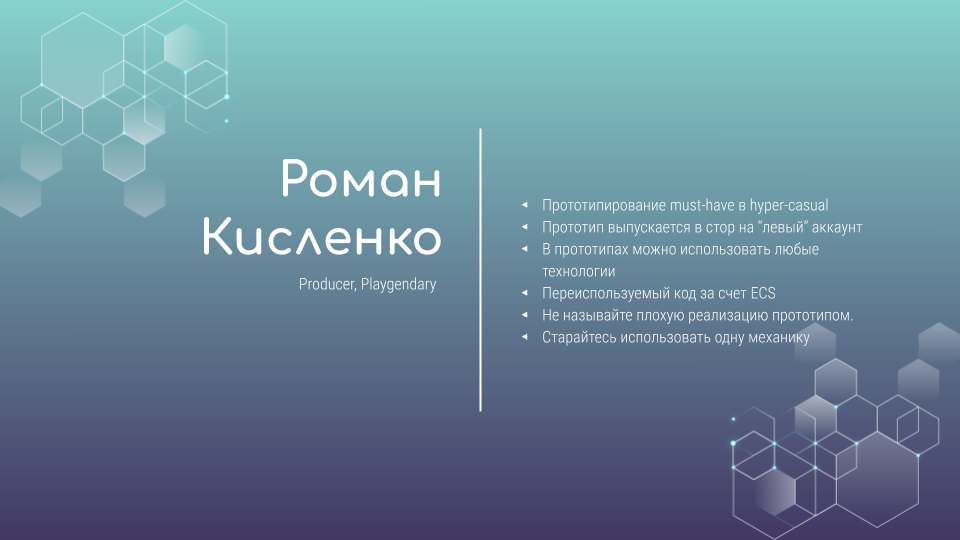 Роман
Кисленко
Producer, Playgendary
Прототипирование must-have в hyper-casual
Прототип выпускается в стор на “левый” аккаунт
В прототипах можно использовать любые
технологии
Переиспользуемый код за счет ECS
Не называйте плохую реализацию прототипом.
Старайтесь использовать одну механику